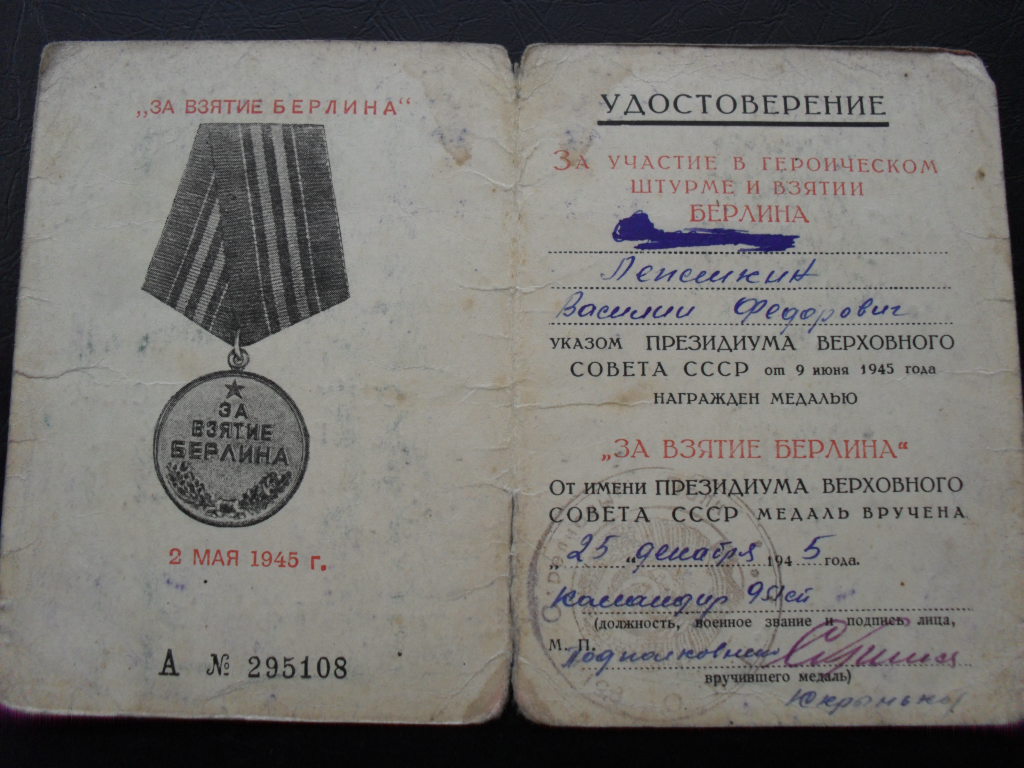 „ЗА ВЗЯТИЕ БЕРЛИНА“
ЗА
ВЗЯТИЕ
БЕРЛИНА
2 МАЯ 1945 г.
А № 295108
УДОСТОВЕРЕНИЕ
ЗА УЧАСТИЕ В ГЕРОИЧЕСКОМ
ШТУРМЕ И ВЗЯТИИ
БЕРЛИНА
Лепешкин
Василий Федорович
УКАЗОМ ПРЕЗИДИУМА ВЕРХОВНОГО
СОВЕТА СССР от 9 июня 1945 года
НАГРАЖДЕН МЕДАЛЬЮ
„ЗА ВЗЯТИЕ БЕРЛИНА“
ОТ ИМЕНИ ПРЕЗИДИУМА ВЕРХОВНОГО
СОВЕТА СССР МЕДАЛЬ ВРУЧЕНА
„25“ декабря 1945 года.
Командир
(должность, военное звание и подпись лица,
М. П.
Подполковник
вручившего медаль)